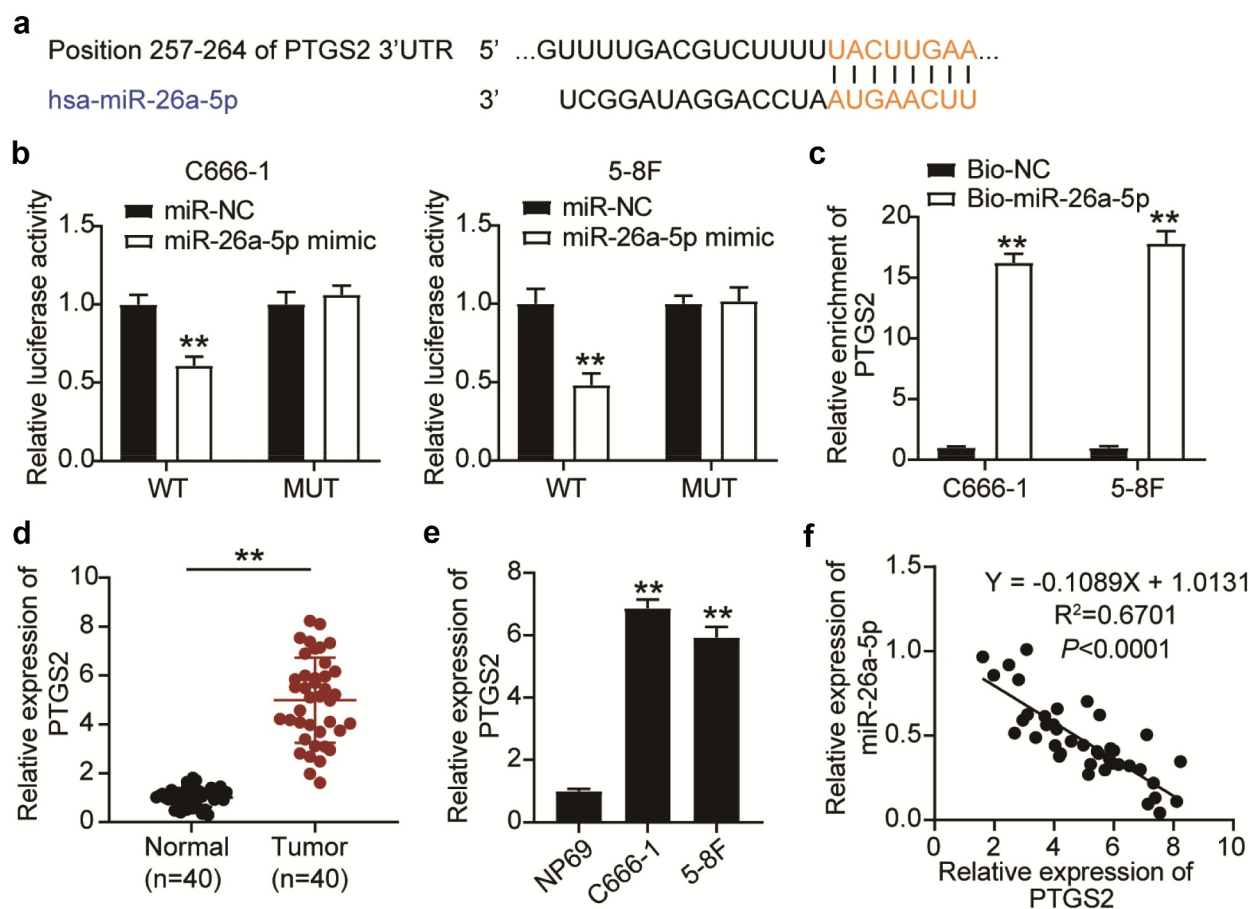 a
Position 257-264 of PTGS2 3’UTR 5’ ...GUUUUGACGUCUUUUUACUUGAA...
hsa-miR-26a-5p 3’ UCGGAUAGGACCUAAUGAACUU
b
C666-1
miR-NC
miR-26a-5p mimic
Relative luciferase activity
1.5
1.0
0.5
0.0
**
WT MUT
5-8F
miR-NC
miR-26a-5p mimic
Relative luciferase activity
1.5
1.0
0.5
0.0
**
WT MUT
c
Bio-NC
Bio-miR-26a-5p
Relative enrichment of
PTGS2
20
15
10
5
0
**
**
C666-1 5-8F
d
Relative expression of
PTGS2
10
8
6
4
2
0
**
Normal Tumor
(n=40) (n=40)
e
Relative expression of
PTGS2
8
6
4
2
0
**
**
NP69 C666-1 5-8F
f
Relative expression of
miR-26a-5p
1.5
1.0
0.5
0.0
Y = -0.1089X + 1.0131
R²=0.6701
P<0.0001
0 2 4 6 8 10
Relative expression of
PTGS2